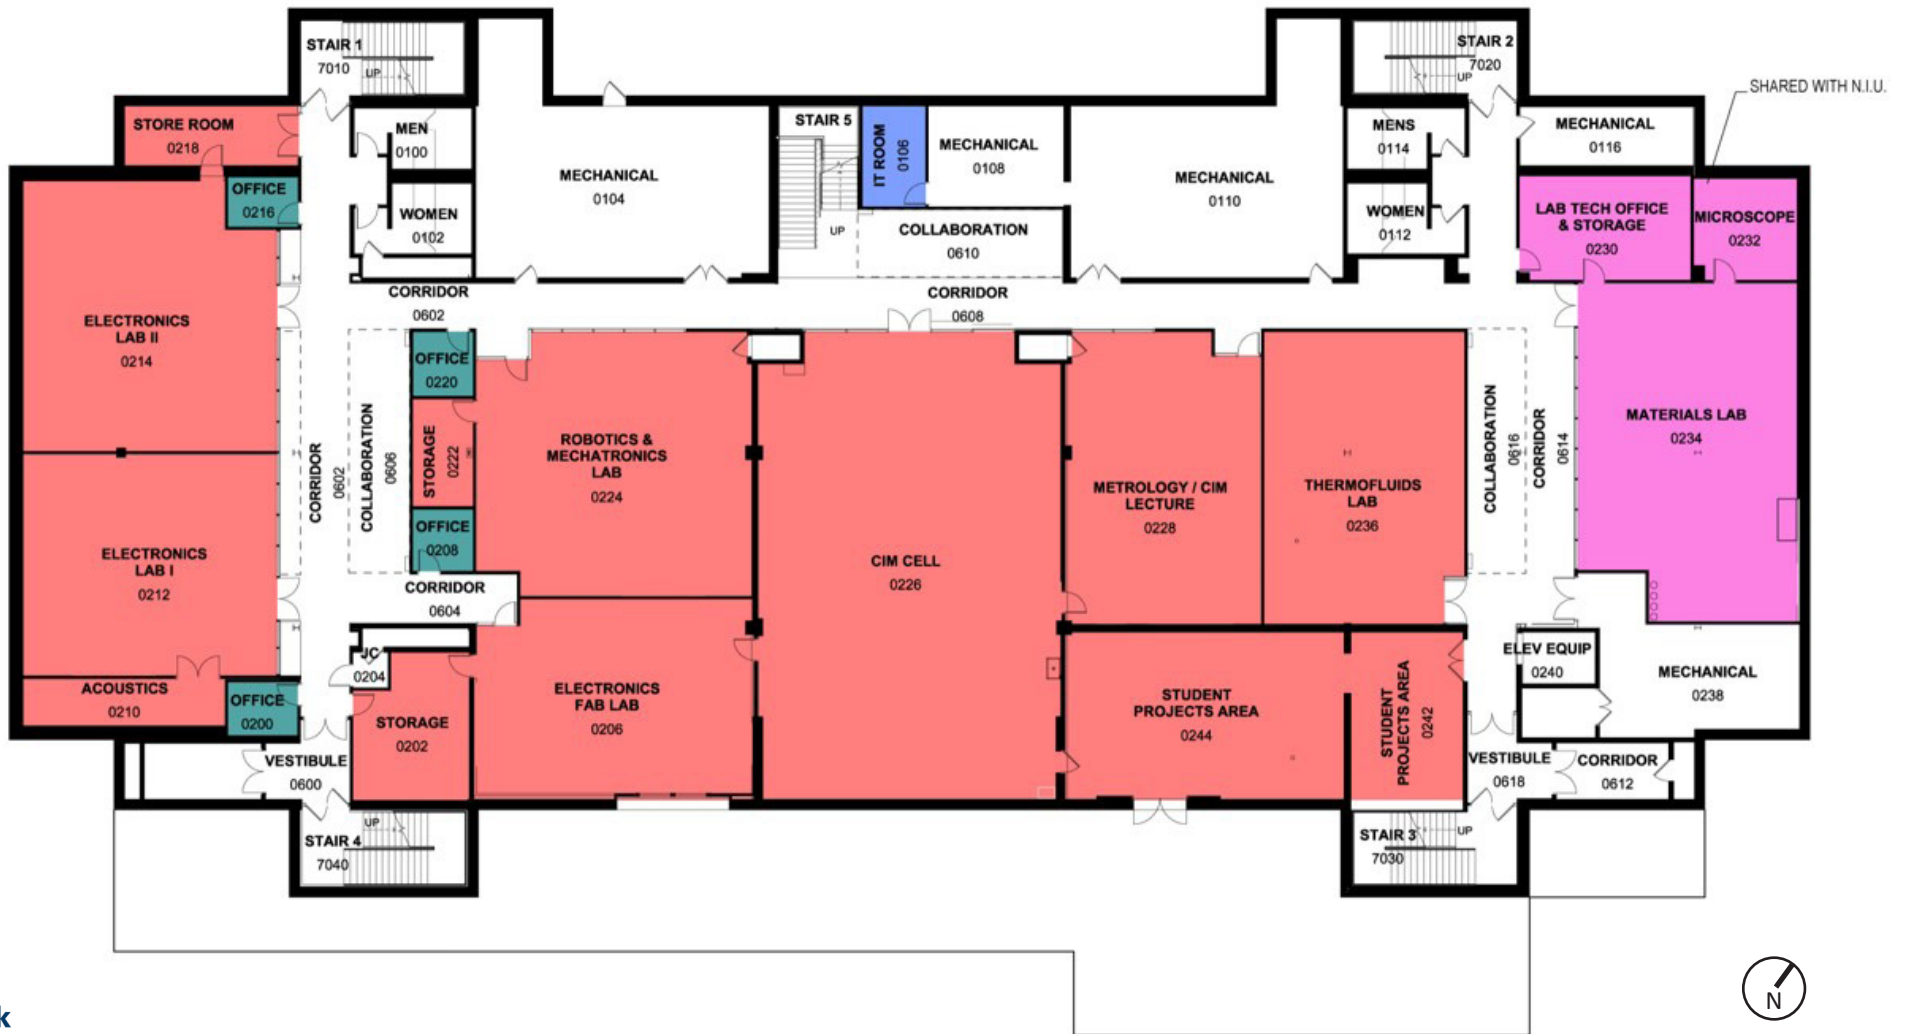 STAIR 1
7010
UP
STAIR 2
7020
UP
SHARED WITH N.I.U.
STORE ROOM
0218
MEN
0100
STAIR 5
UP
IT ROOM
0106
MECHANICAL
0108
MENS
0114
MECHANICAL
0116
OFFICE
0216
WOMEN
0102
MECHANICAL
0104
COLLABORATION
0610
MECHANICAL
0110
WOMEN
0112
LAB TECH OFFICE
& STORAGE
0230
MICROSCOPE
0232
CORRIDOR
0602
CORRIDOR
0608
ELECTRONICS
LAB II
0214
OFFICE
0220
CORRIDOR
0602
COLLABORATION
0606
STORAGE
0222
ROBOTICS &
MECHATRONICS
LAB
0224
METROLOGY / CIM
LECTURE
0228
THERMOFLUIDS
LAB
0236
COLLABORATION
0616
CORRIDOR
0614
MATERIALS LAB
0234
ELECTRONICS
LAB I
0212
OFFICE
0208
CORRIDOR
0604
CIM CELL
0226
JC
0204
ELEV EQUIP
0240
MECHANICAL
0238
ACOUSTICS
0210
OFFICE
0200
STORAGE
0202
ELECTRONICS
FAB LAB
0206
STUDENT
PROJECTS AREA
0244
STUDENT
PROJECTS AREA
0242
VESTIBULE
0600
VESTIBULE
0618
CORRIDOR
0612
UP
STAIR 4
7040
STAIR 3
7030
UP
N
k